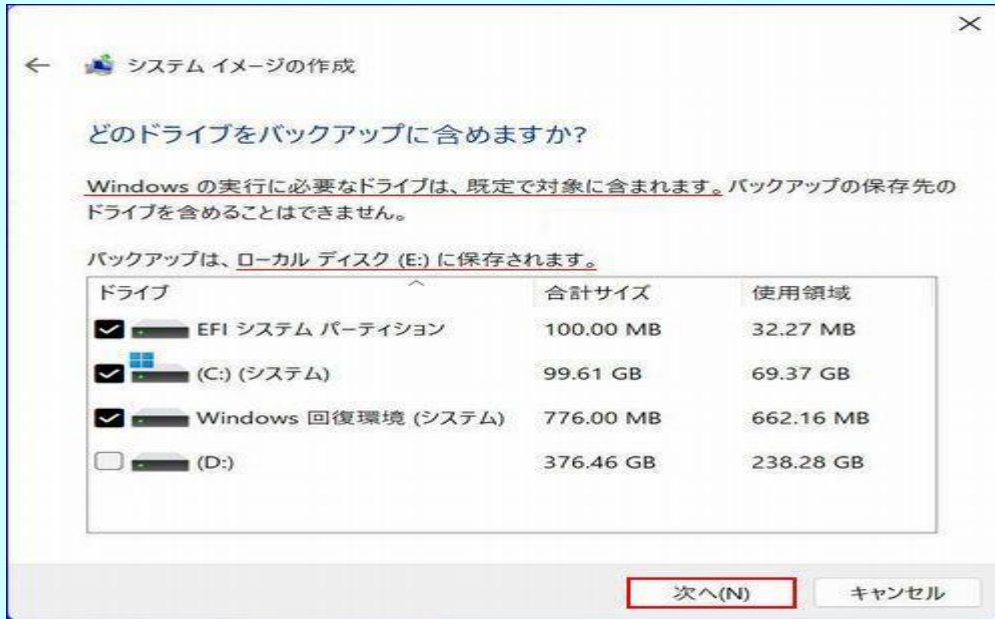 システム イメージの作成
どのドライブをバックアップに含めますか?
Windows の実行に必要なドライブは、既定で対象に含まれます。バックアップの保存先の
ドライブを含めることはできません。
バックアップは、ローカル ディスク (E:) に保存されます。
ドライブ 合計サイズ 使用領域
EFI システム パーティション 100.00 MB 32.27 MB
(C:) (システム) 99.61 GB 69.37 GB
Windows 回復環境 (システム) 776.00 MB 662.16 MB
(D:) 376.46 GB 238.28 GB
次へ(N) キャンセル